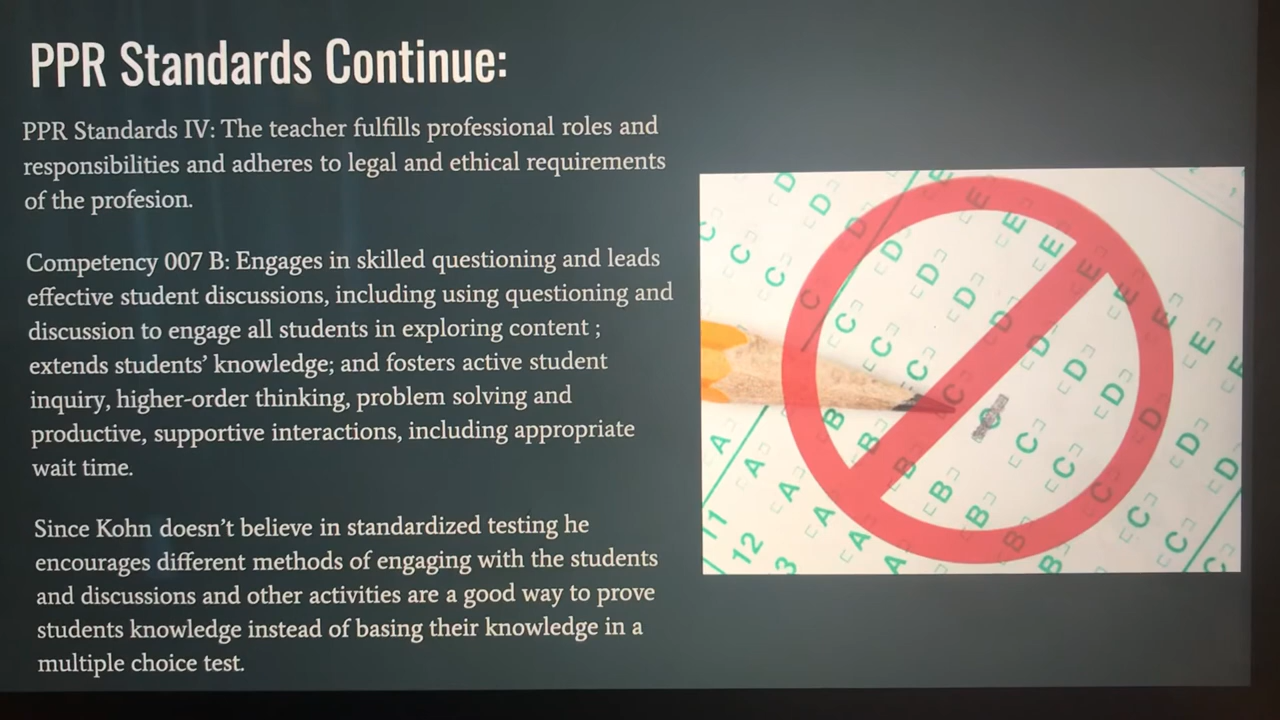 PPR Standards Continue:
PPR Standards IV: The teacher fulfills professional roles and
responsibilities and adheres to legal and ethical requirements
of the profesion.
Competency 007 B: Engages in skilled questioning and leads
effective student discussions, including using questioning and
discussion to engage all students in exploring content ;
extends students’ knowledge; and fosters active student
inquiry, higher-order thinking, problem solving and
productive, supportive interactions, including appropriate
wait time.
Since Kohn doesn’t believe in standardized testing he
encourages different methods of engaging with the students
and discussions and other activities are a good way to prove
students knowledge instead of basing their knowledge in a
multiple choice test.
11 A B C D E
12 A B C D E